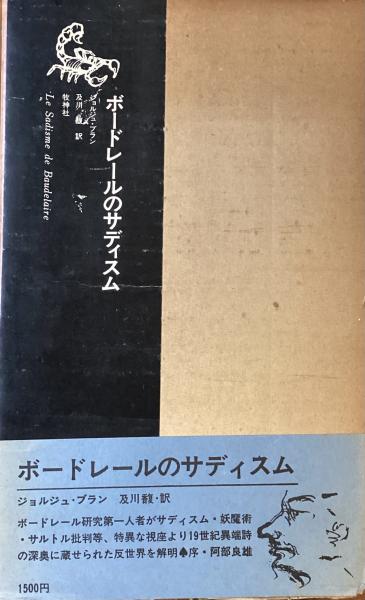 ボードレールのサディスム
ジョルジュ・ブラン
及川 馥 訳
牧神社
Le Sadisme de Baudelaire
ボードレールのサディスム
ジョルジュ・ブラン 及川馥・訳
ボードレール研究第一人者がサディスム・妖魔術
・サルトル批判等、特異な視座より19世紀異端詩
の深奥に蔵せられた反世界を解明♠序・阿部良雄
1500円